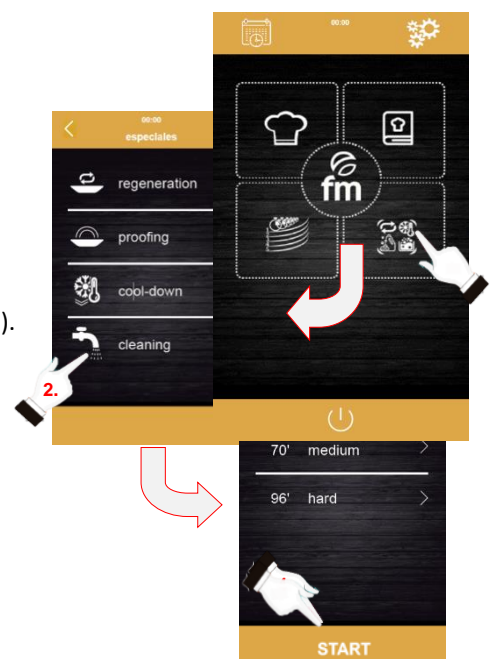 00:00
00:00
especiales
fm
regeneration
proofing
cool-down
).
cleaning
2.
70' medium
96' hard
START